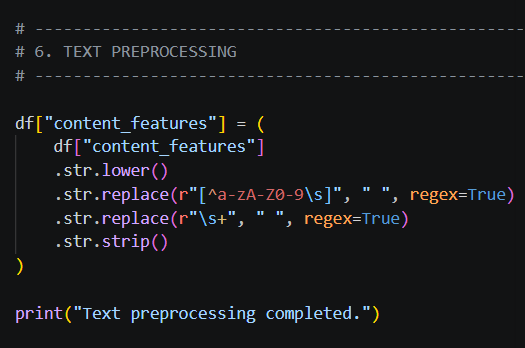 # --------------------------------------------------
# 6. TEXT PREPROCESSING
# --------------------------------------------------
df["content_features"] = (
    df["content_features"]
    .str.lower()
    .str.replace(r"[^a-zA-Z0-9\s]", " ", regex=True)
    .str.replace(r"\s+", " ", regex=True)
    .str.strip()
)
print("Text preprocessing completed.")